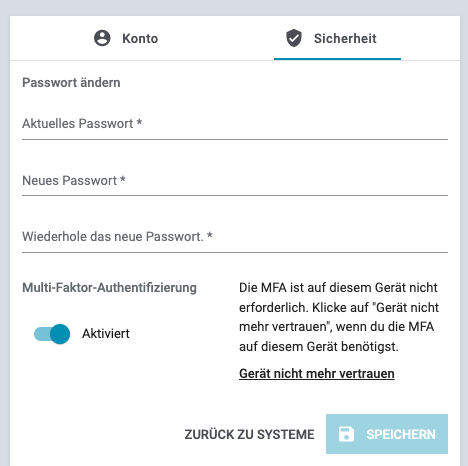 Konto
Sicherheit
Passwort ändern
Aktuelles Passwort *
Neues Passwort *
Wiederhole das neue Passwort. *
Multi-Faktor-Authentifizierung
Aktiviert
Die MFA ist auf diesem Gerät nicht
erforderlich. Klicke auf "Gerät nicht
mehr vertrauen", wenn du die MFA
auf diesem Gerät benötigst.
Gerät nicht mehr vertrauen
ZURÜCK ZU SYSTEME
SPEICHERN